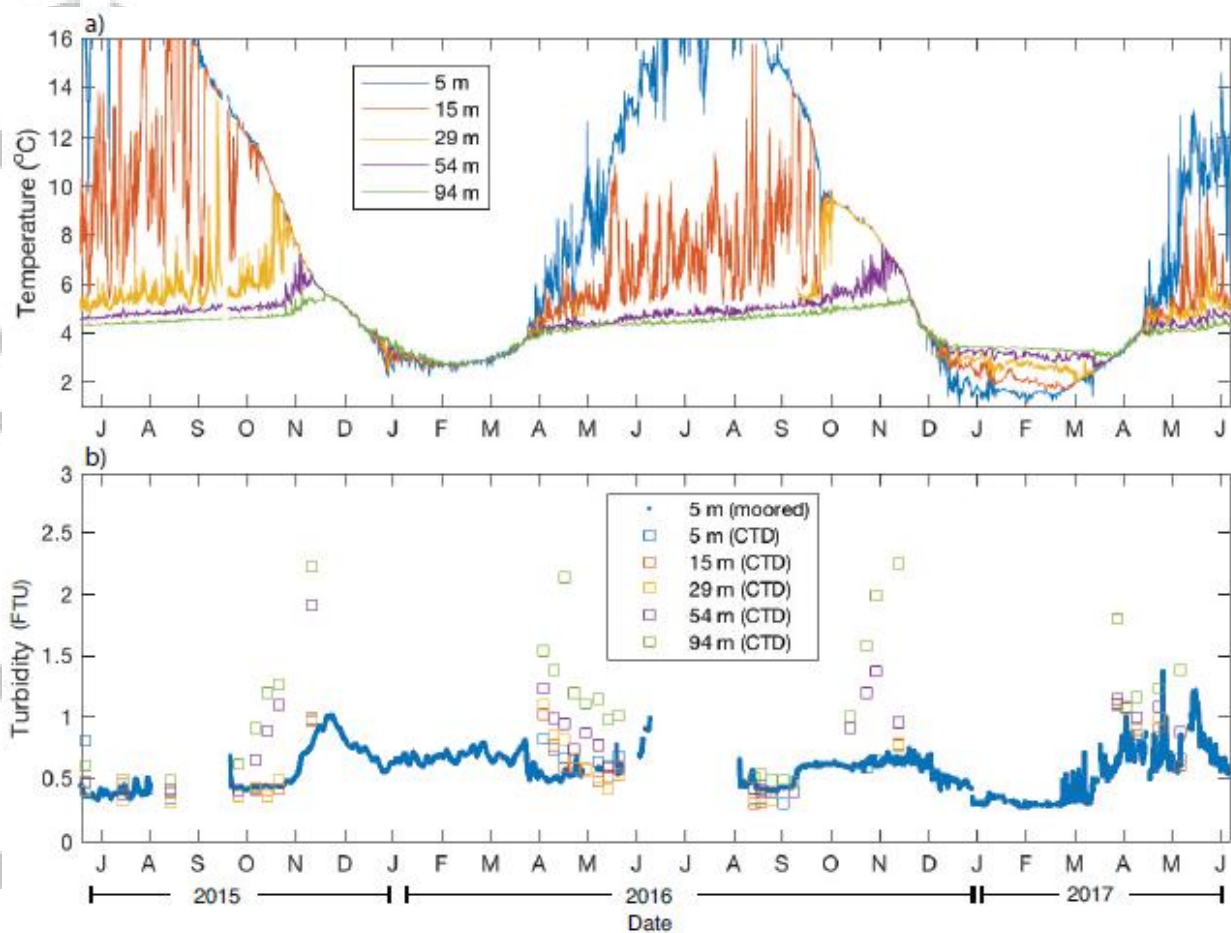 a)
16
14
12
10
8
6
4
2
Temperature (°C)
5 m
15 m
29 m
54 m
94 m
J A S O N D J F M A M J J A S O N D J F M A M J
b)
3
2.5
2
1.5
1
0.5
0
Turbidity (FTU)
5 m (moored)
5 m (CTD)
15 m (CTD)
29 m (CTD)
54 m (CTD)
94 m (CTD)
J A S O N D J F M A M J J A S O N D J F M A M J
2015 2016 2017
Date